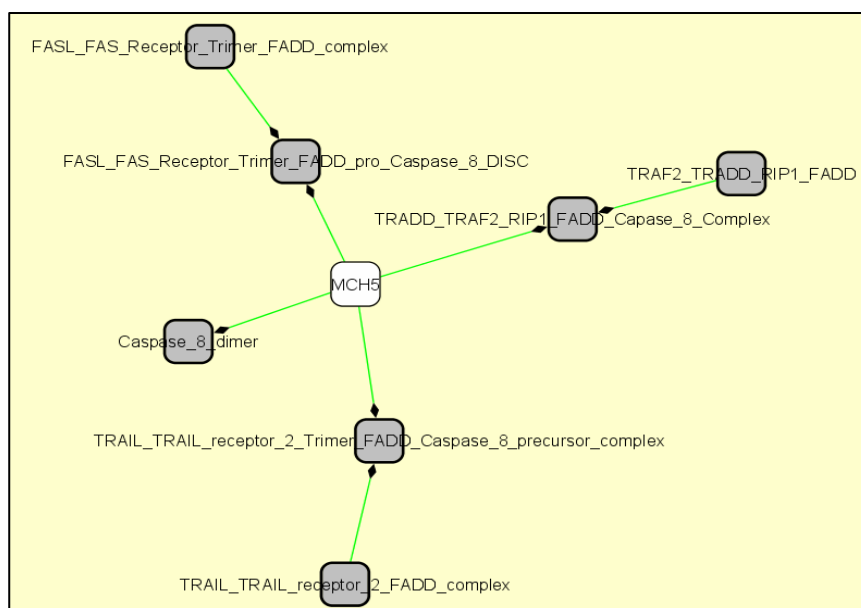 FASL_FAS_Receptor_Trimer_FADD_complex
FASL_FAS_Receptor_Trimer_FADD_pro_Caspase_8_DISC
TRAF2_TRADD_RIP1_FADD
TRADD_TRAF2_RIP1_FADD_Capase_8_Complex
MCH5
Caspase_8_dimer
TRAIL_TRAIL_receptor_2_Trimer_FADD_Caspase_8_precursor_complex
TRAIL_TRAIL_receptor_2_FADD_complex